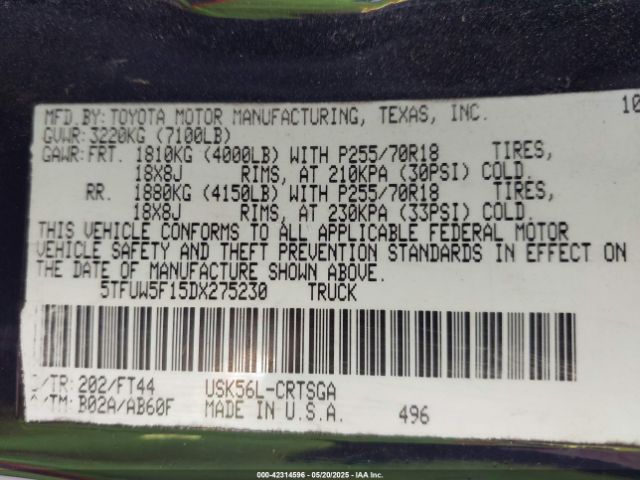 MFD.BY:TOYOTA MOTOR MANUFACTURING, TEXAS, INC. 10
GVWR:3220KG (7100LB)
GAWR:FRT. 1810KG (4000LB) WITH P255/70R18 TIRES,
18X8J RIMS, AT 210KPA (30PSI) COLD.
RR. 1880KG (4150LB) WITH P255/70R18 TIRES,
18X8J RIMS, AT 230KPA (33PSI) COLD.
THIS VEHICLE CONFORMS TO ALL APPLICABLE FEDERAL MOTOR
VEHICLE SAFETY AND THEFT PREVENTION STANDARDS IN EFFECT ON
THE DATE OF MANUFACTURE SHOWN ABOVE.
5TFUW5F15DX275230 TRUCK
/TR:202/FT44 USK56L-CRTSGA
/TM:B02A/AB60F MADE IN U.S.A. 496
000-42314596 — 05/20/2025 — IAA Inc.